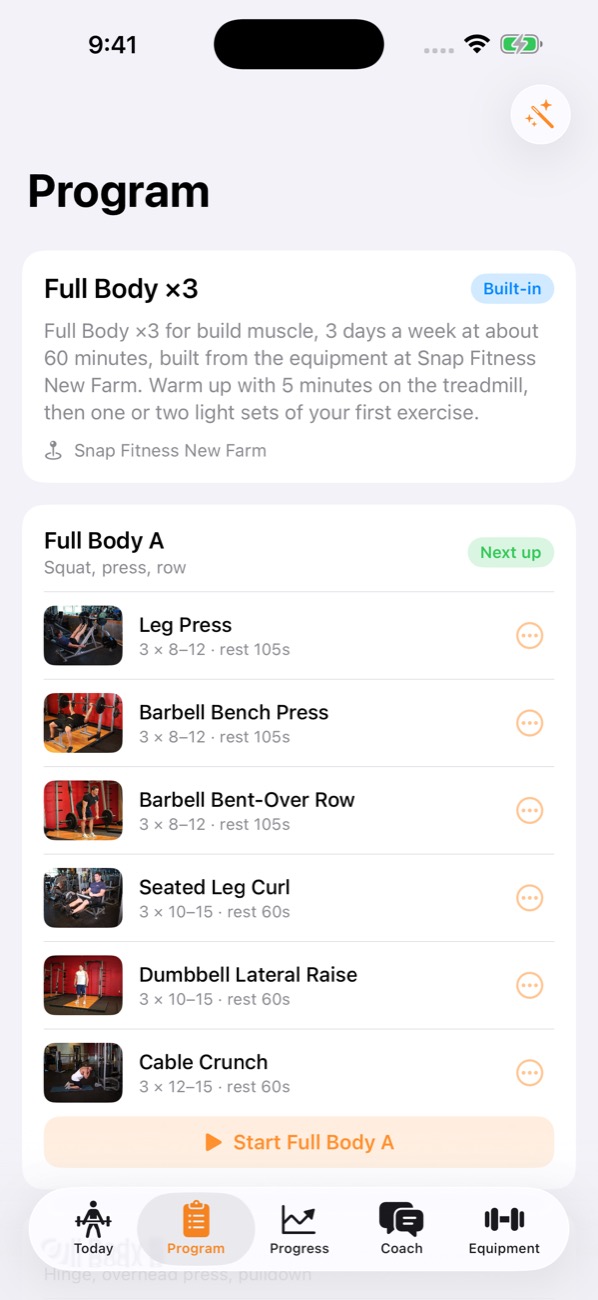 9:41
Program
Full Body ×3
Built-in
Full Body ×3 for build muscle, 3 days a week at about
60 minutes, built from the equipment at Snap Fitness
New Farm. Warm up with 5 minutes on the treadmill,
then one or two light sets of your first exercise.
Snap Fitness New Farm
Full Body A
Next up
Squat, press, row
Leg Press
3 × 8–12 · rest 105s
Barbell Bench Press
3 × 8–12 · rest 105s
Barbell Bent-Over Row
3 × 8–12 · rest 105s
Seated Leg Curl
3 × 10–15 · rest 60s
Dumbbell Lateral Raise
3 × 10–15 · rest 60s
Cable Crunch
3 × 12–15 · rest 60s
Start Full Body A
Today
Program
Progress
Coach
Equipment
Hinge, overhead press, pulldown